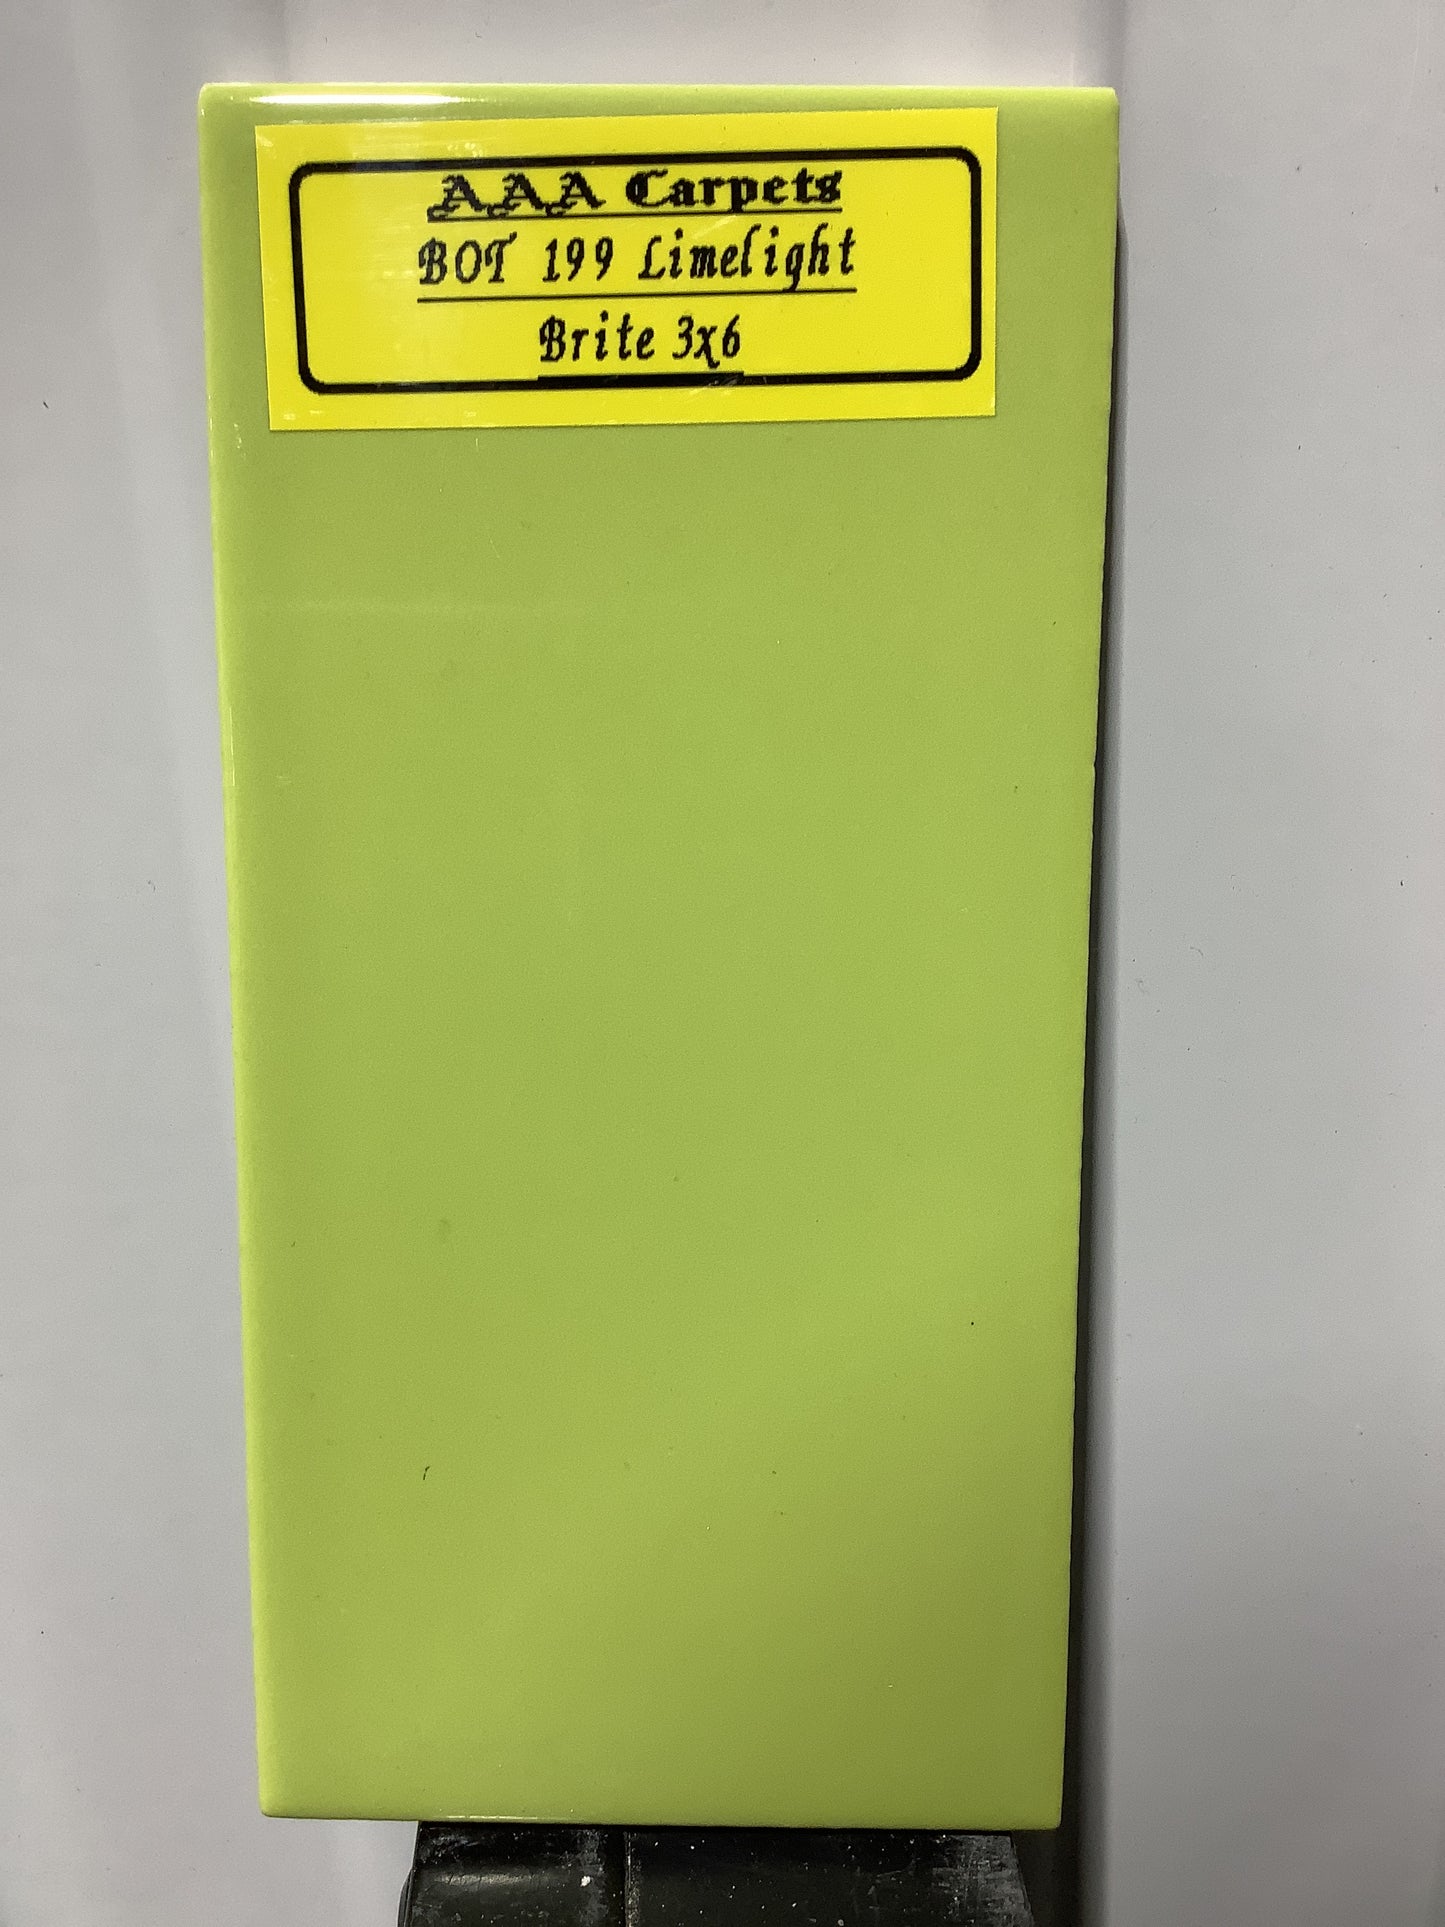 AAA Carpets
BOT 199 Limelight
Brite 3x6